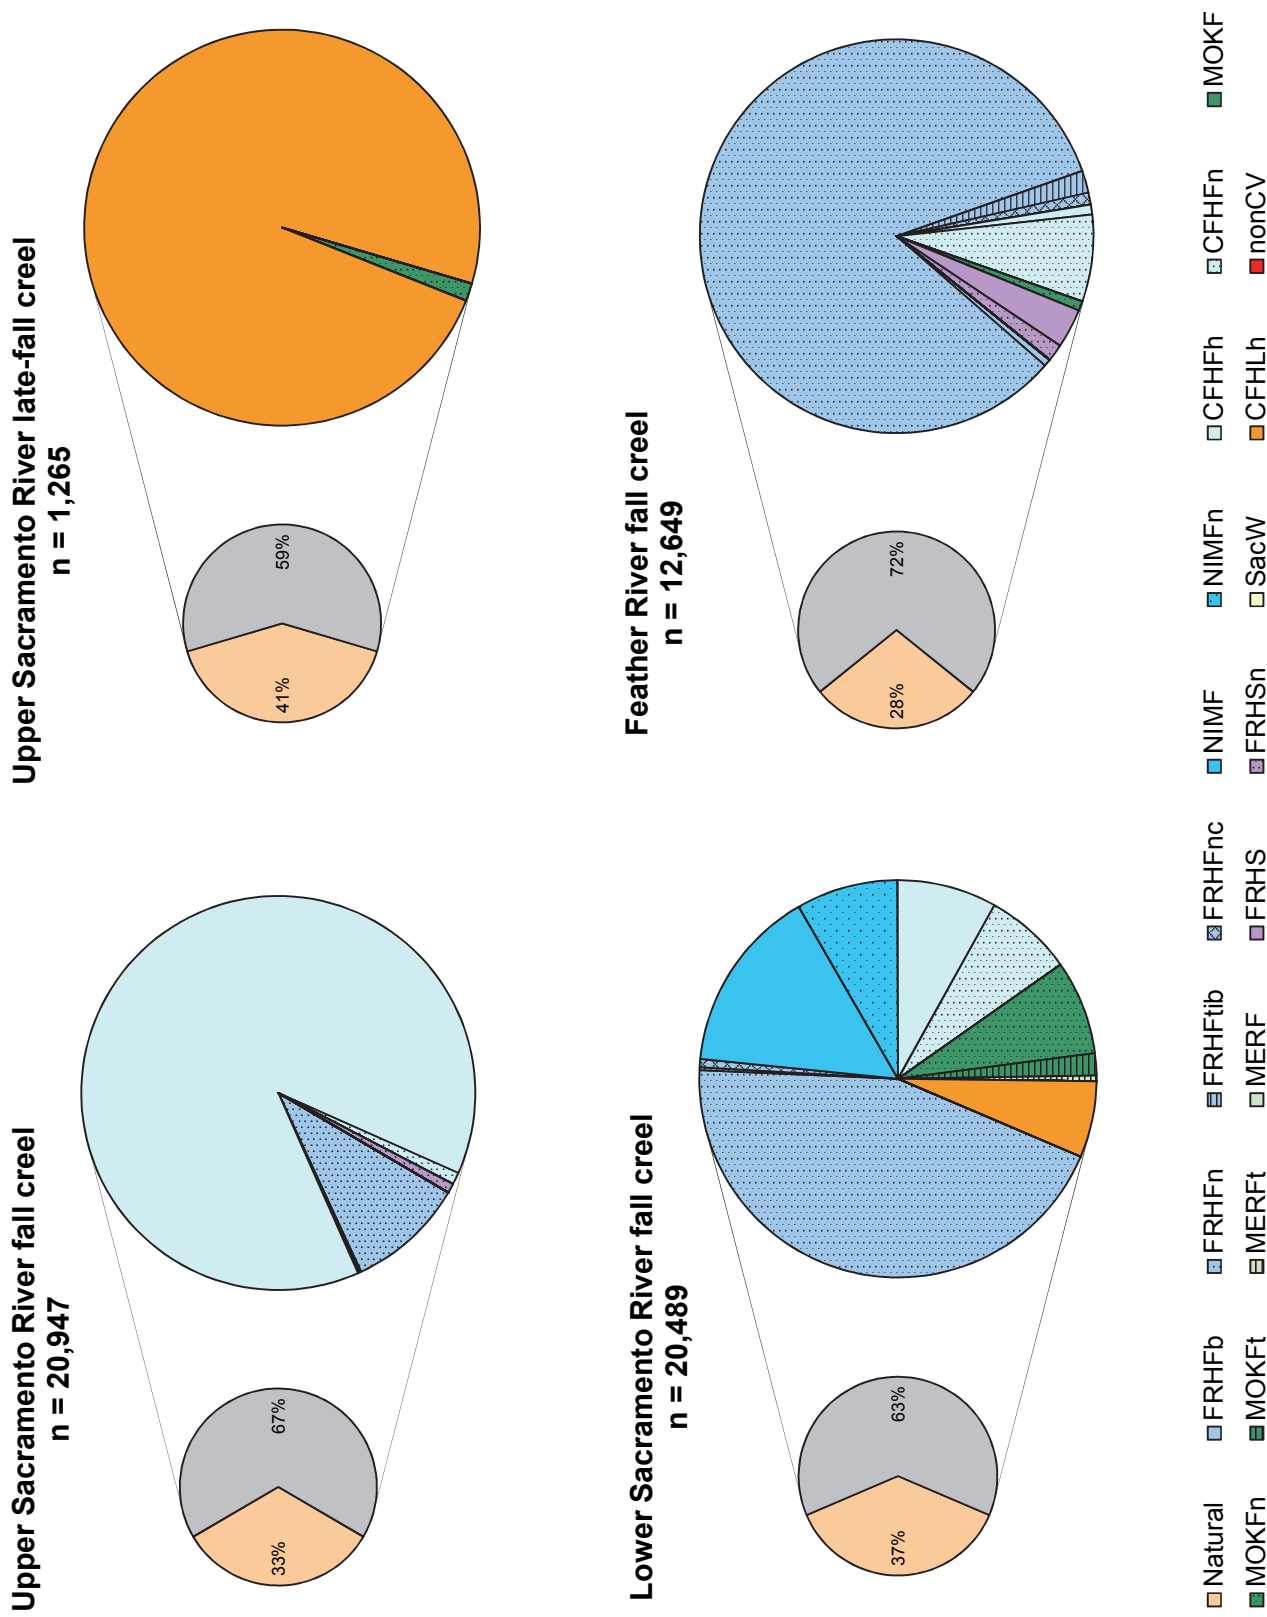 Upper Sacramento River fall creel
n = 20,947
33%
67%
Upper Sacramento River late-fall creel
n = 1,265
41%
59%
Lower Sacramento River fall creel
n = 20,489
37%
63%
Feather River fall creel
n = 12,649
28%
72%
Natural FRHFb FRHFn FRHFtib FRHFnc NIMF NIMFn CFHFh CFHFn MOKF
MOKFn MOKFt MERFt MERF FRHS FRHSn SacW CFHLh nonCV